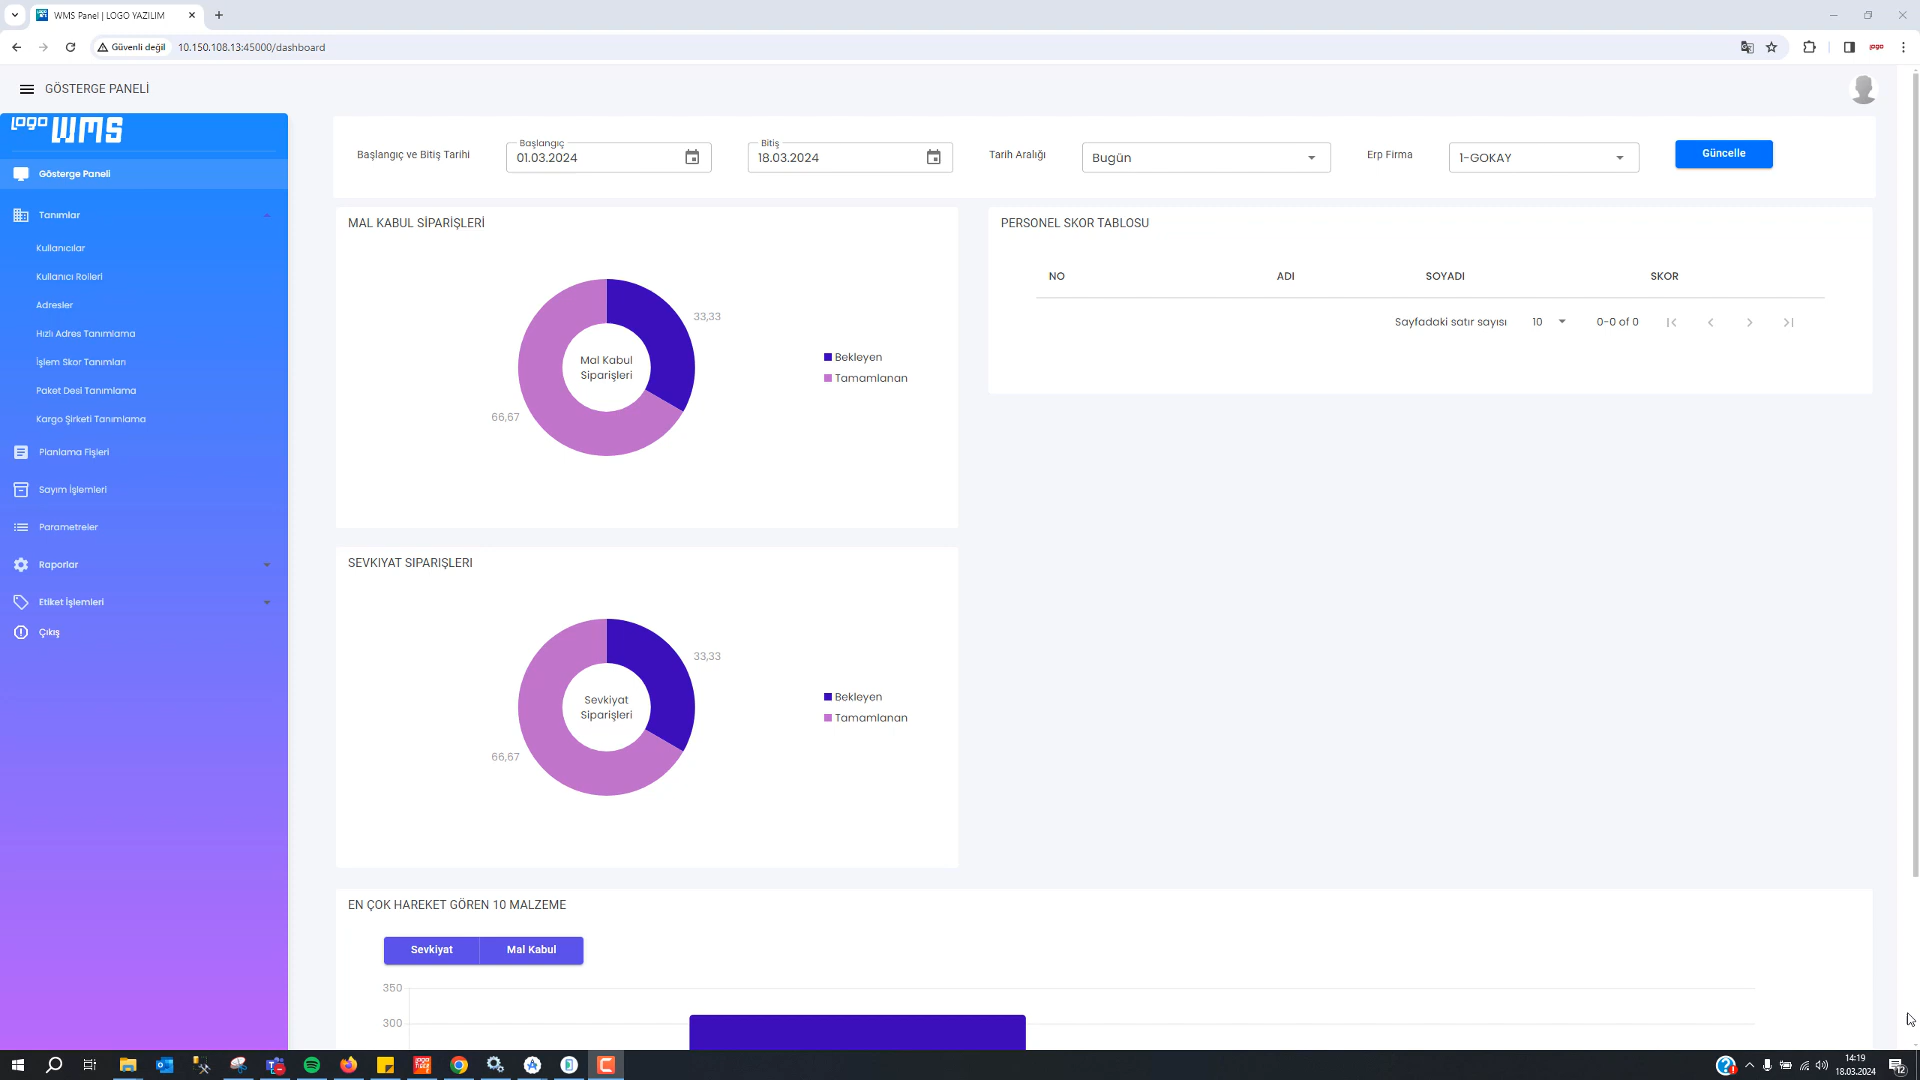 WMS Panel | LOGO YAZILIM
Güvenli değil
10.150.108.13:45000/dashboard
logo
GÖSTERGE PANELİ
logo WMS
Gösterge Paneli
Tanımlar
Kullanıcılar
Kullanıcı Rolleri
Adresler
Hızlı Adres Tanımlama
İşlem Skor Tanımları
Paket Desi Tanımlama
Kargo Şirketi Tanımlama
Planlama Fişleri
Sayım İşlemleri
Parametreler
Raporlar
Etiket İşlemleri
Çıkış
Başlangıç ve Bitiş Tarihi
Başlangıç
01.03.2024
Bitiş
18.03.2024
Tarih Aralığı
Bugün
Erp Firma
1-GOKAY
Güncelle
MAL KABUL SİPARİŞLERİ
33,33
66,67
Mal Kabul
Siparişleri
Bekleyen
Tamamlanan
PERSONEL SKOR TABLOSU
NO ADI SOYADI SKOR
Sayfadaki satır sayısı 10 0-0 of 0
SEVKIYAT SIPARIŞLERI
33,33
66,67
Sevkiyat
Siparişleri
Bekleyen
Tamamlanan
EN ÇOK HAREKET GÖREN 10 MALZEME
Sevkiyat
Mal Kabul
350
300
14:19
18.03.2024
12